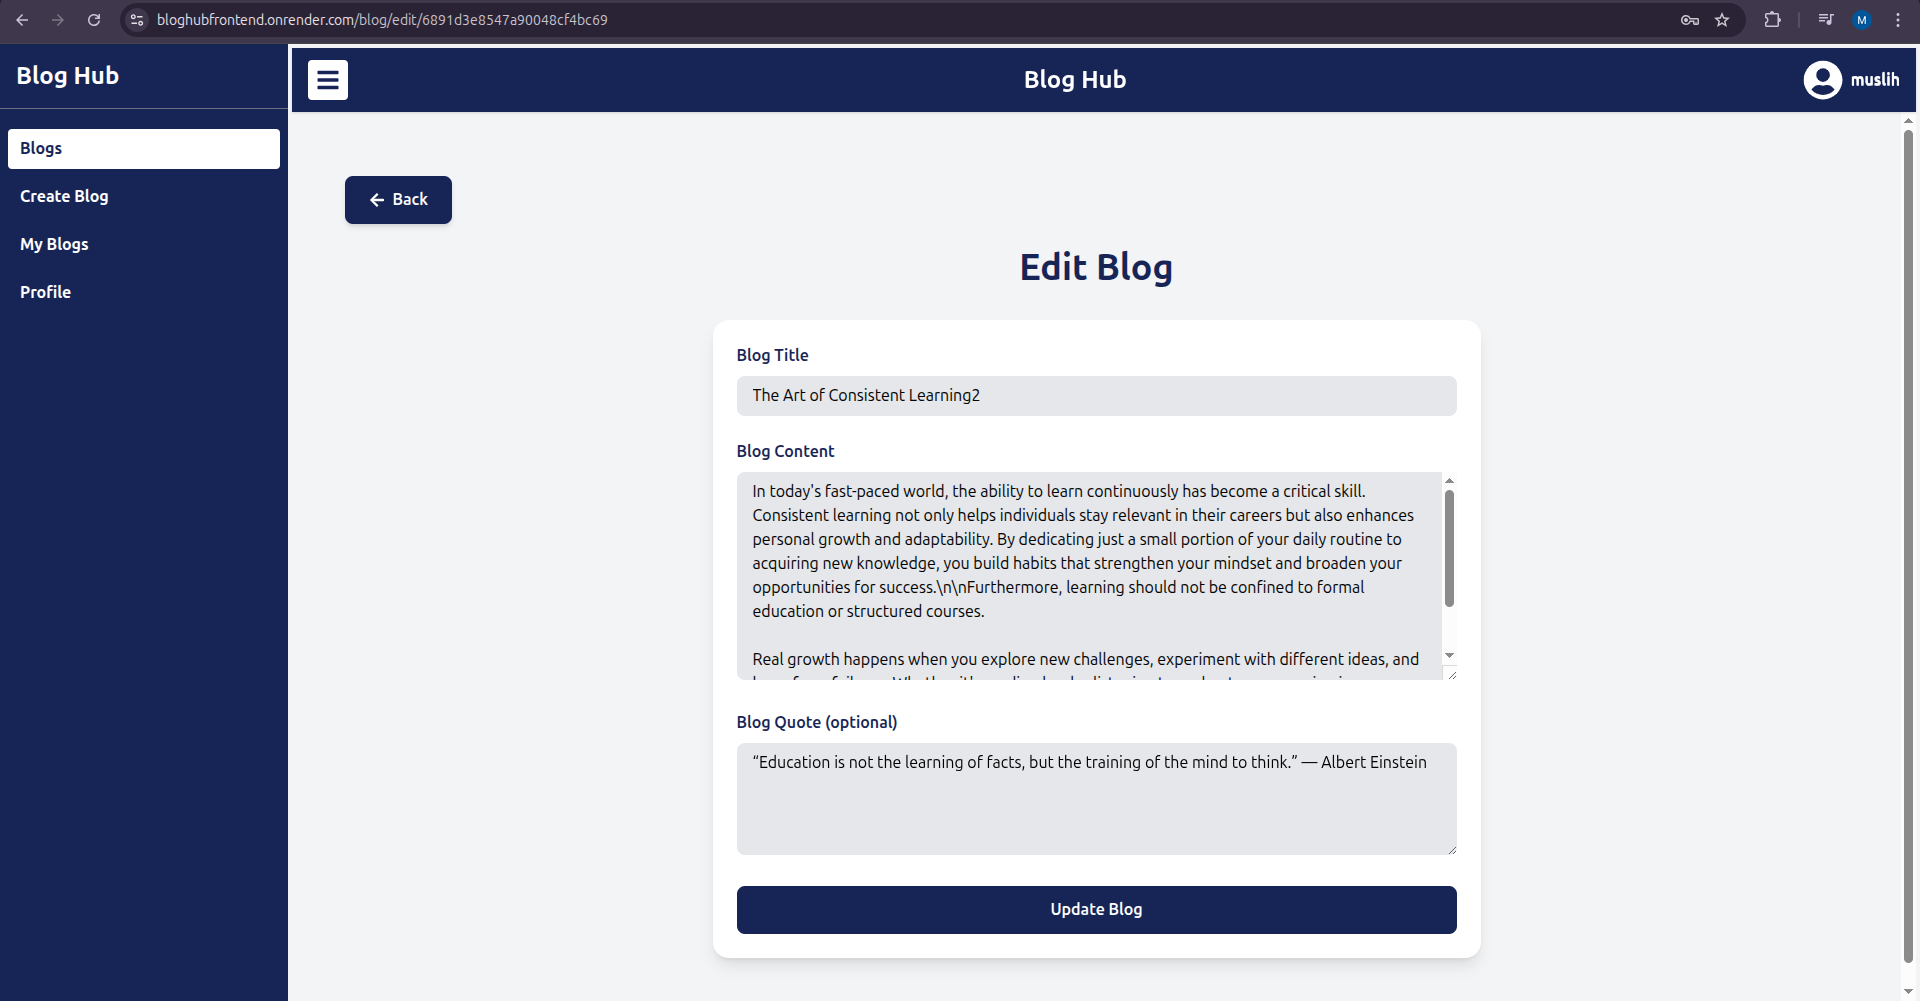 bloghubfrontend.onrender.com/blog/edit/6891d3e8547a90048cf4bc69
M
Blog Hub
Blog Hub
muslih
Blogs
Create Blog
My Blogs
Profile
Back
Edit Blog
Blog Title
The Art of Consistent Learning2
Blog Content
In today's fast-paced world, the ability to learn continuously has become a critical skill.
Consistent learning not only helps individuals stay relevant in their careers but also enhances
personal growth and adaptability. By dedicating just a small portion of your daily routine to
acquiring new knowledge, you build habits that strengthen your mindset and broaden your
opportunities for success.\n\nFurthermore, learning should not be confined to formal
education or structured courses.
Real growth happens when you explore new challenges, experiment with different ideas, and
Blog Quote (optional)
“Education is not the learning of facts, but the training of the mind to think.” — Albert Einstein
Update Blog